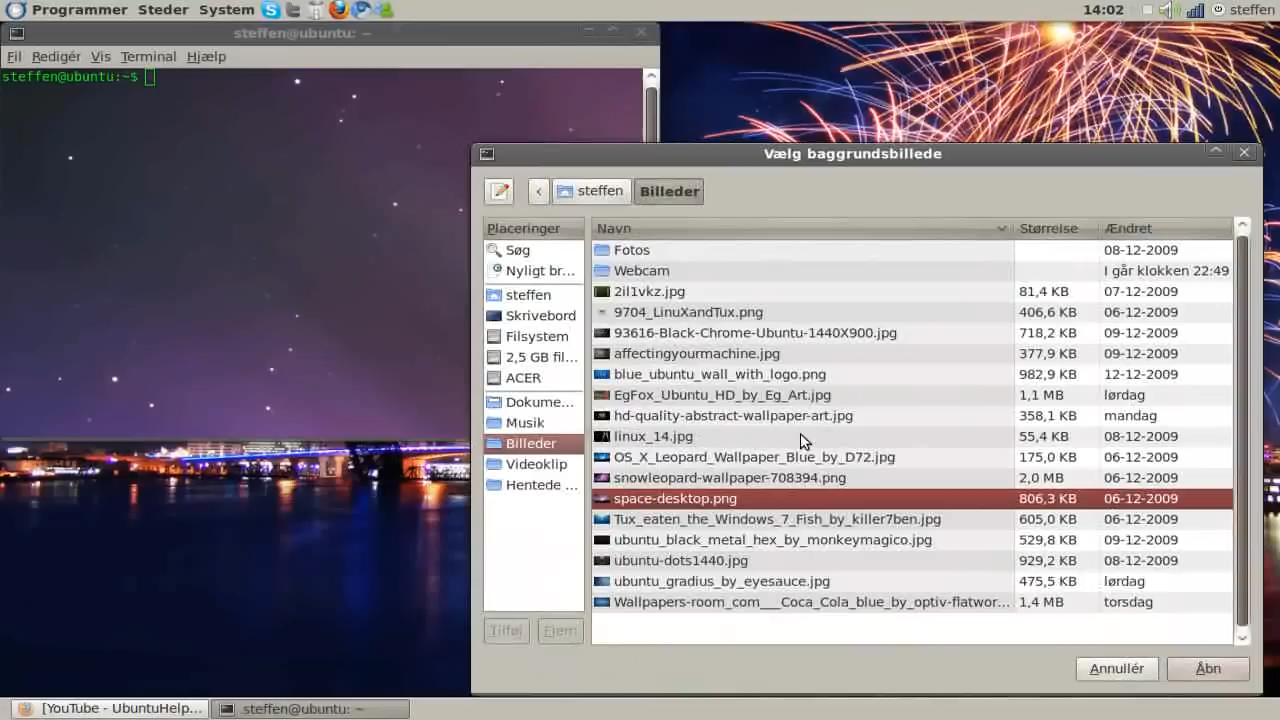 Programmer Steder System
14:02
steffen
steffen@ubuntu: ~
Fil Redigér Vis Terminal Hjælp
steffen@ubuntu:~$
Vælg baggrundsbillede
steffen Billeder
Placeringer
Søg
Nyligt br...
steffen
Skrivebord
Filsystem
2,5 GB fil...
ACER
Dokume...
Musik
Billeder
Videoklip
Hentede ...
Tilføj Fjern
Navn Størrelse Ændret
Fotos 08-12-2009
Webcam I går klokken 22:49
2il1vkz.jpg 81,4 KB 07-12-2009
9704_LinuXandTux.png 406,6 KB 06-12-2009
93616-Black-Chrome-Ubuntu-1440X900.jpg 718,2 KB 09-12-2009
affectingyourmachine.jpg 377,9 KB 09-12-2009
blue_ubuntu_wall_with_logo.png 982,9 KB 12-12-2009
EgFox_Ubuntu_HD_by_Eg_Art.jpg 1,1 MB lørdag
hd-quality-abstract-wallpaper-art.jpg 358,1 KB mandag
linux_14.jpg 55,4 KB 08-12-2009
OS_X_Leopard_Wallpaper_Blue_by_D72.jpg 175,0 KB 06-12-2009
snowleopard-wallpaper-708394.png 2,0 MB 06-12-2009
space-desktop.png 806,3 KB 06-12-2009
Tux_eaten_the_Windows_7_Fish_by_killer7ben.jpg 605,0 KB 06-12-2009
ubuntu_black_metal_hex_by_monkeymagico.jpg 529,8 KB 09-12-2009
ubuntu-dots1440.jpg 929,2 KB 08-12-2009
ubuntu_gradius_by_eyesauce.jpg 475,5 KB lørdag
Wallpapers-room_com___Coca_Cola_blue_by_optiv-flatwor... 1,4 MB torsdag
Annullér Åbn
[YouTube - UbuntuHelp... steffen@ubuntu: ~